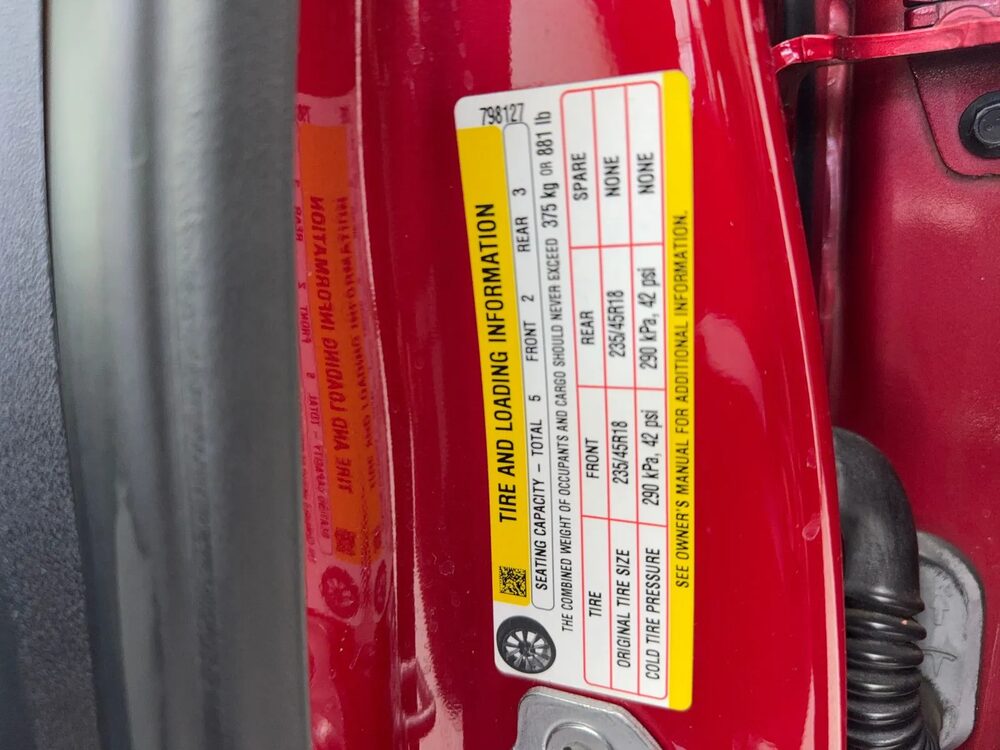 798127
TIRE AND LOADING INFORMATION
SEATING CAPACITY – TOTAL 5 FRONT 2 REAR 3
THE COMBINED WEIGHT OF OCCUPANTS AND CARGO SHOULD NEVER EXCEED 375 kg OR 881 lb
TIRE FRONT REAR SPARE
ORIGINAL TIRE SIZE 235/45R18 235/45R18 NONE
COLD TIRE PRESSURE 290 kPa, 42 psi 290 kPa, 42 psi NONE
SEE OWNER'S MANUAL FOR ADDITIONAL INFORMATION.